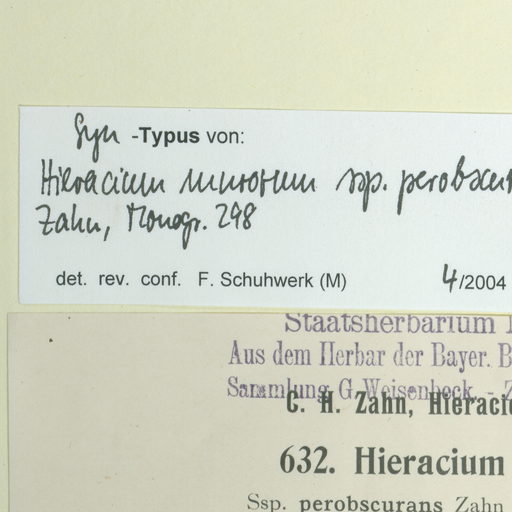 Syn -Typus von:
Hieracium murorum ssp. perobscur
Zahn, Monogr. 298
det. rev. conf. F. Schuhwerk (M) 4/2004
Staatsherbarium
Aus dem Herbar der Bayer. B
Sammlung G. Weisenbeck. - Z
C. H. Zahn, Hieraci
632. Hieracium
Ssp. perobscurans Zahn